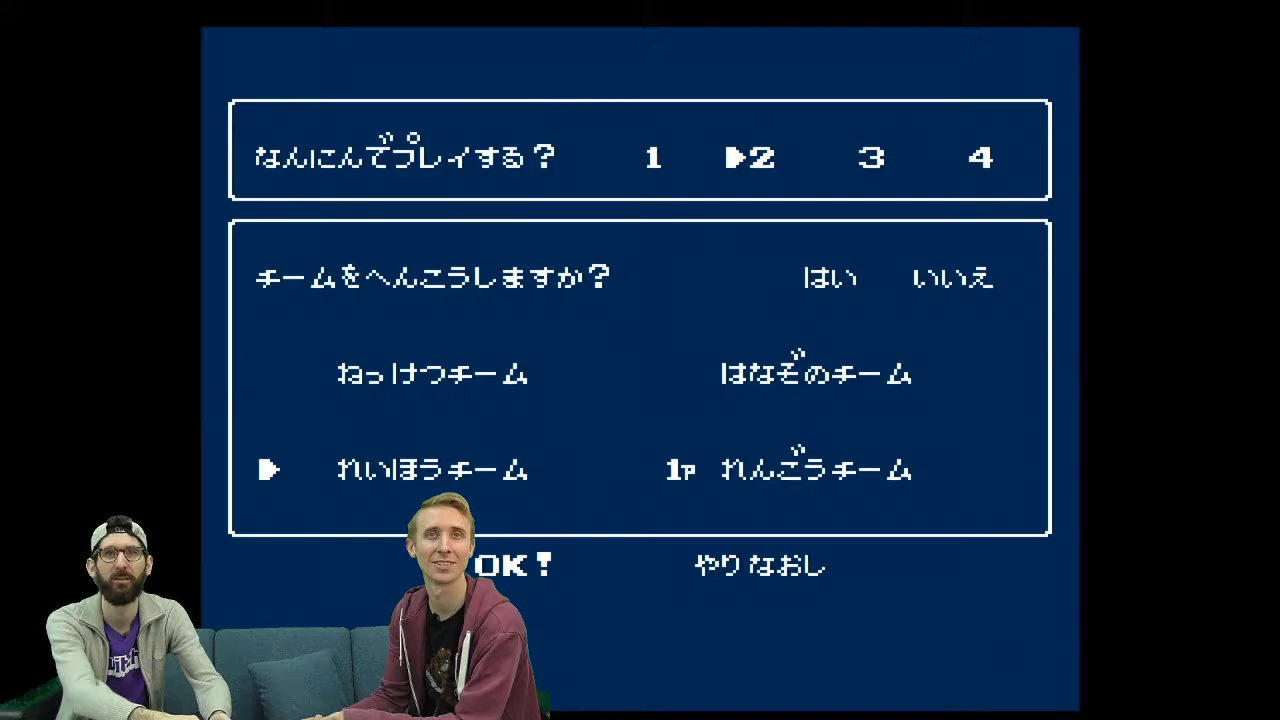 なんにんでプレイする? 1 ▶2 3 4
チームをへんこうしますか? はい いいえ
ねっけつチーム はなぞのチーム
▶ れいほうチーム 1P れんごうチーム
OK! やりなおし